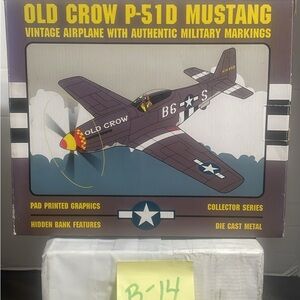 OLD CROW P-51D MUSTANG
VINTAGE AIRPLANE WITH AUTHENTIC MILITARY MARKINGS
OLD CROW
B6
S
PAD PRINTED GRAPHICS
COLLECTOR SERIES
HIDDEN BANK FEATURES
DIE CAST METAL
B-14